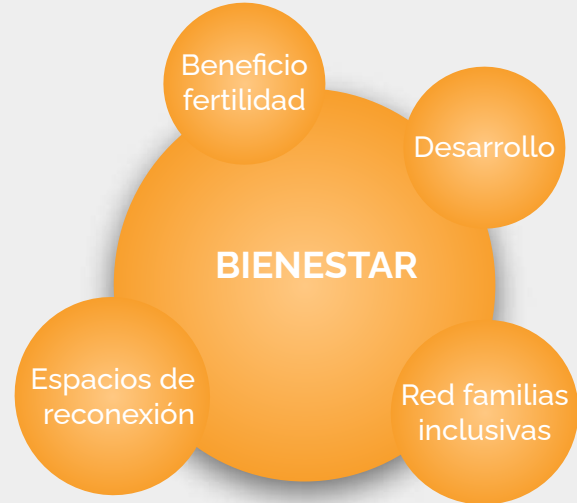 Beneficio
fertilidad
Desarrollo
BIENESTAR
Espacios de
reconexión
Red familias
inclusivas